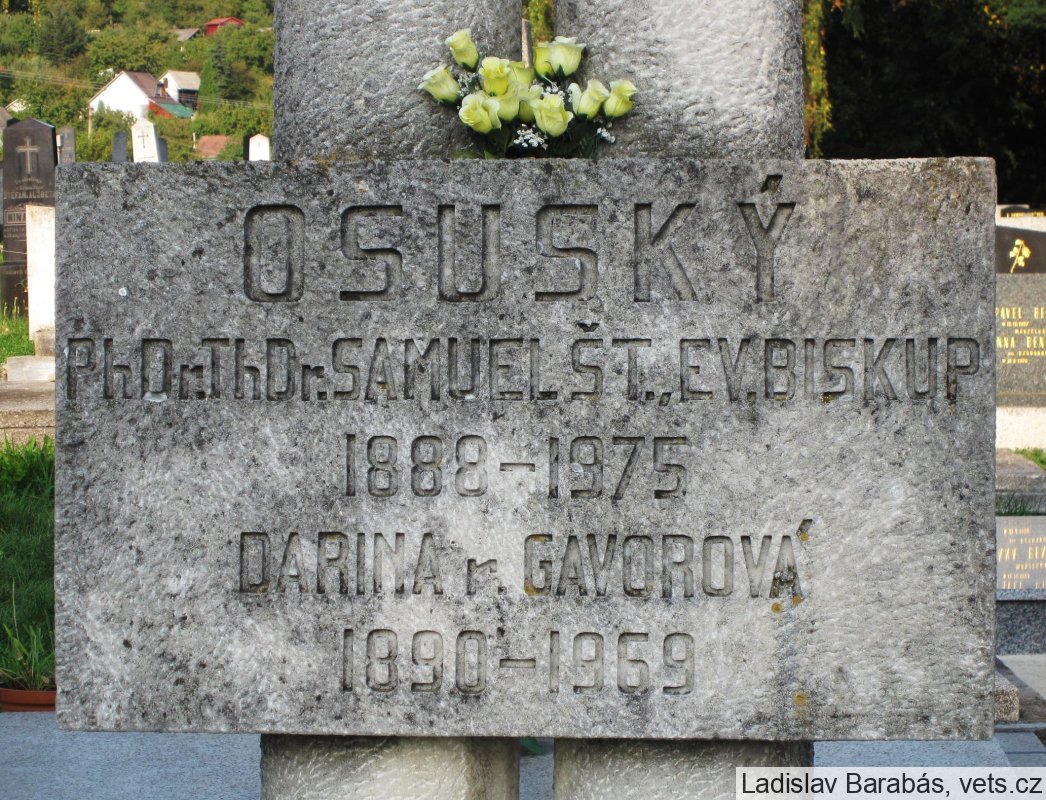 OSUSKÝ
PhDr.ThDr.SAMUEL ŠT., EV.BISKUP
1888-1975
DARINA r. GAVOROVÁ
1890-1969
Ladislav Barabás, vets.cz